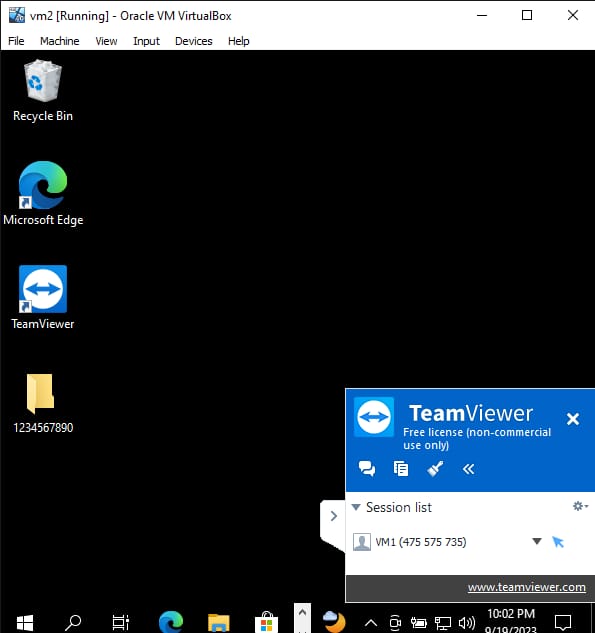 vm2 [Running] - Oracle VM VirtualBox
File Machine View Input Devices Help
Recycle Bin
Microsoft Edge
TeamViewer
1234567890
TeamViewer
Free license (non-commercial
use only)
Session list
VM1 (475 575 735)
www.teamviewer.com
10:02 PM
9/19/2023